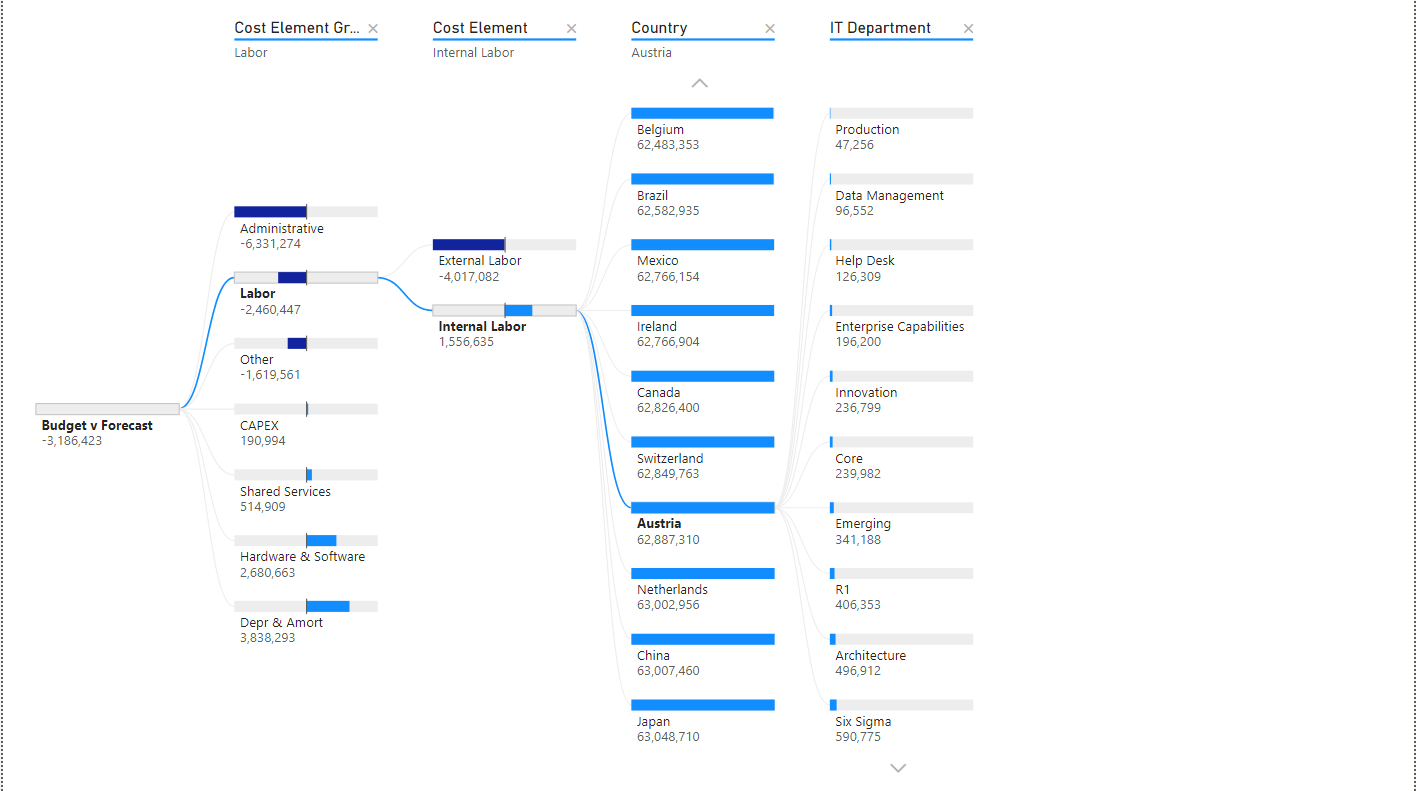 Cost Element Gr...
Labor
Cost Element
Internal Labor
Country
Austria
IT Department
Budget v Forecast
-3,186,423
Administrative
-6,331,274
Labor
-2,460,447
Other
-1,619,561
CAPEX
190,994
Shared Services
514,909
Hardware & Software
2,680,663
Depr & Amort
3,838,293
External Labor
-4,017,082
Internal Labor
1,556,635
Belgium
62,483,353
Brazil
62,582,935
Mexico
62,766,154
Ireland
62,766,904
Canada
62,826,400
Switzerland
62,849,763
Austria
62,887,310
Netherlands
63,002,956
China
63,007,460
Japan
63,048,710
Production
47,256
Data Management
96,552
Help Desk
126,309
Enterprise Capabilities
196,200
Innovation
236,799
Core
239,982
Emerging
341,188
R1
406,353
Architecture
496,912
Six Sigma
590,775